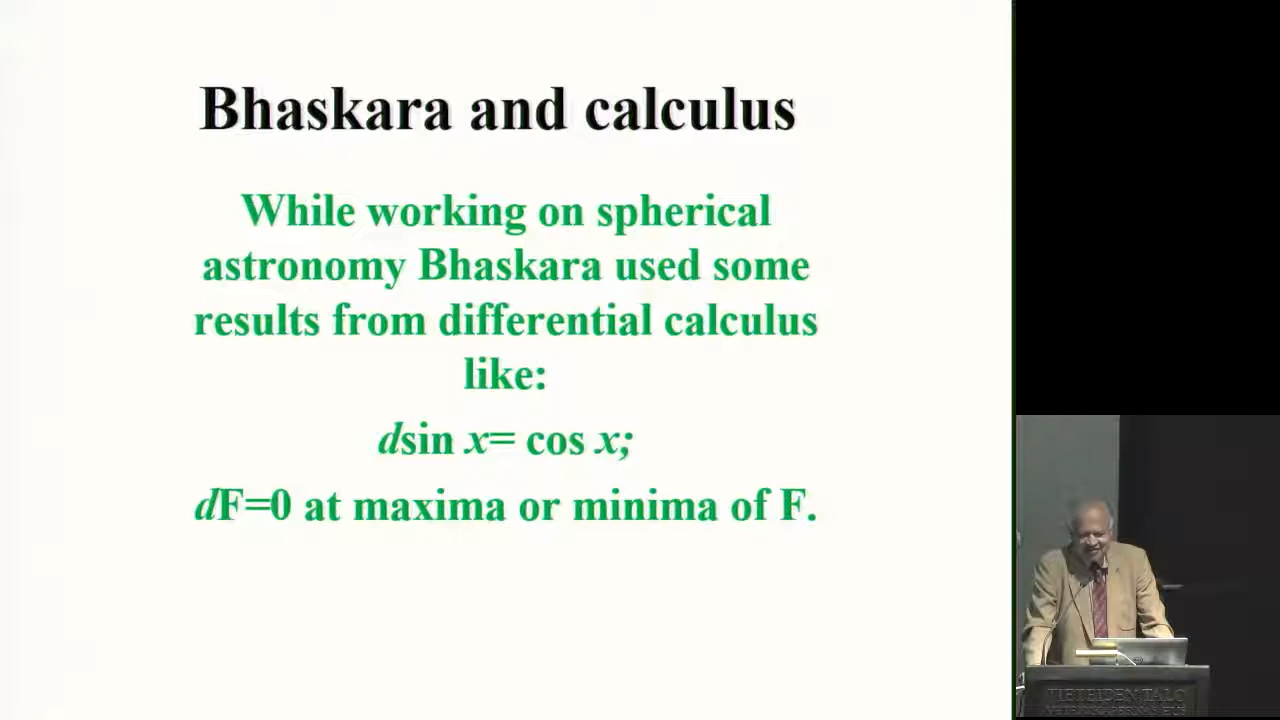 Bhaskara and calculus
While working on spherical
astronomy Bhaskara used some
results from differential calculus
like:
dsin x= cos x;
dF=0 at maxima or minima of F.